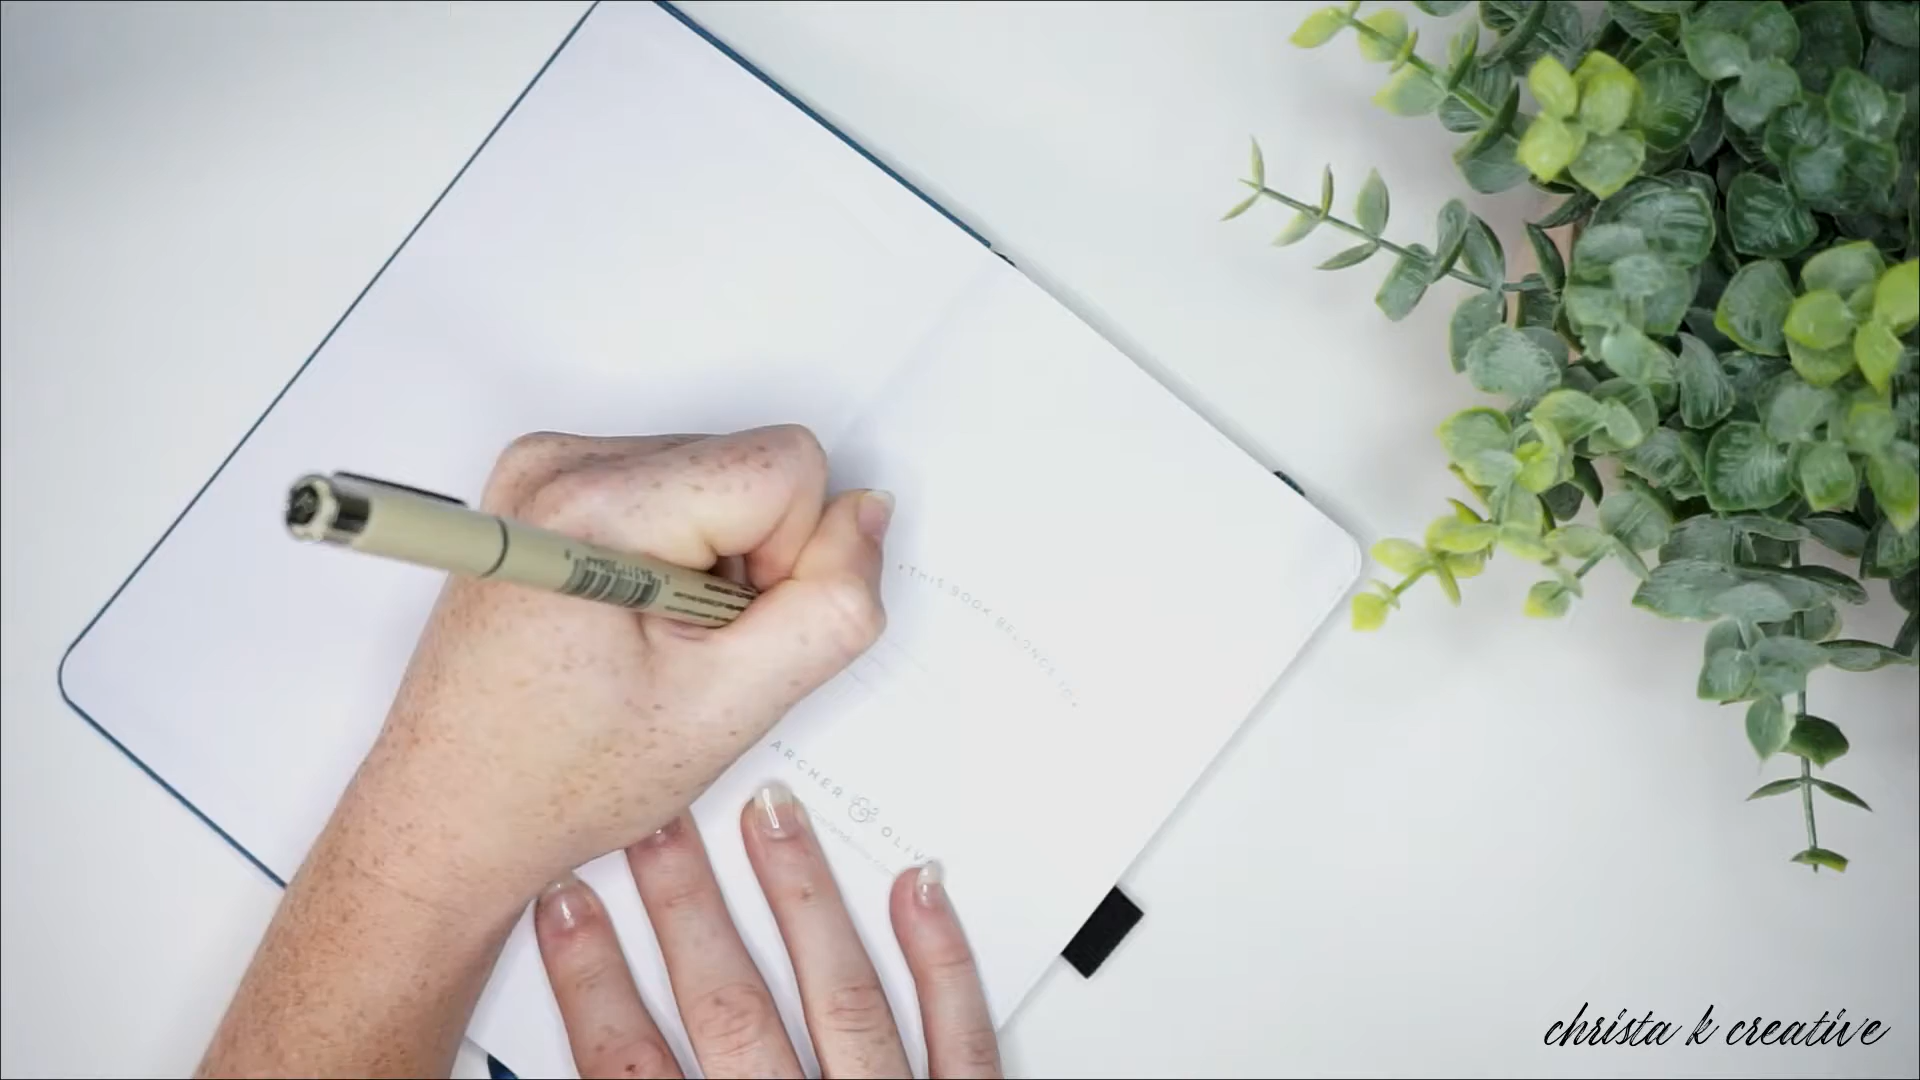 • THIS BOOK BELONGS TO •
ARCHER & OLIVE
christa k creative